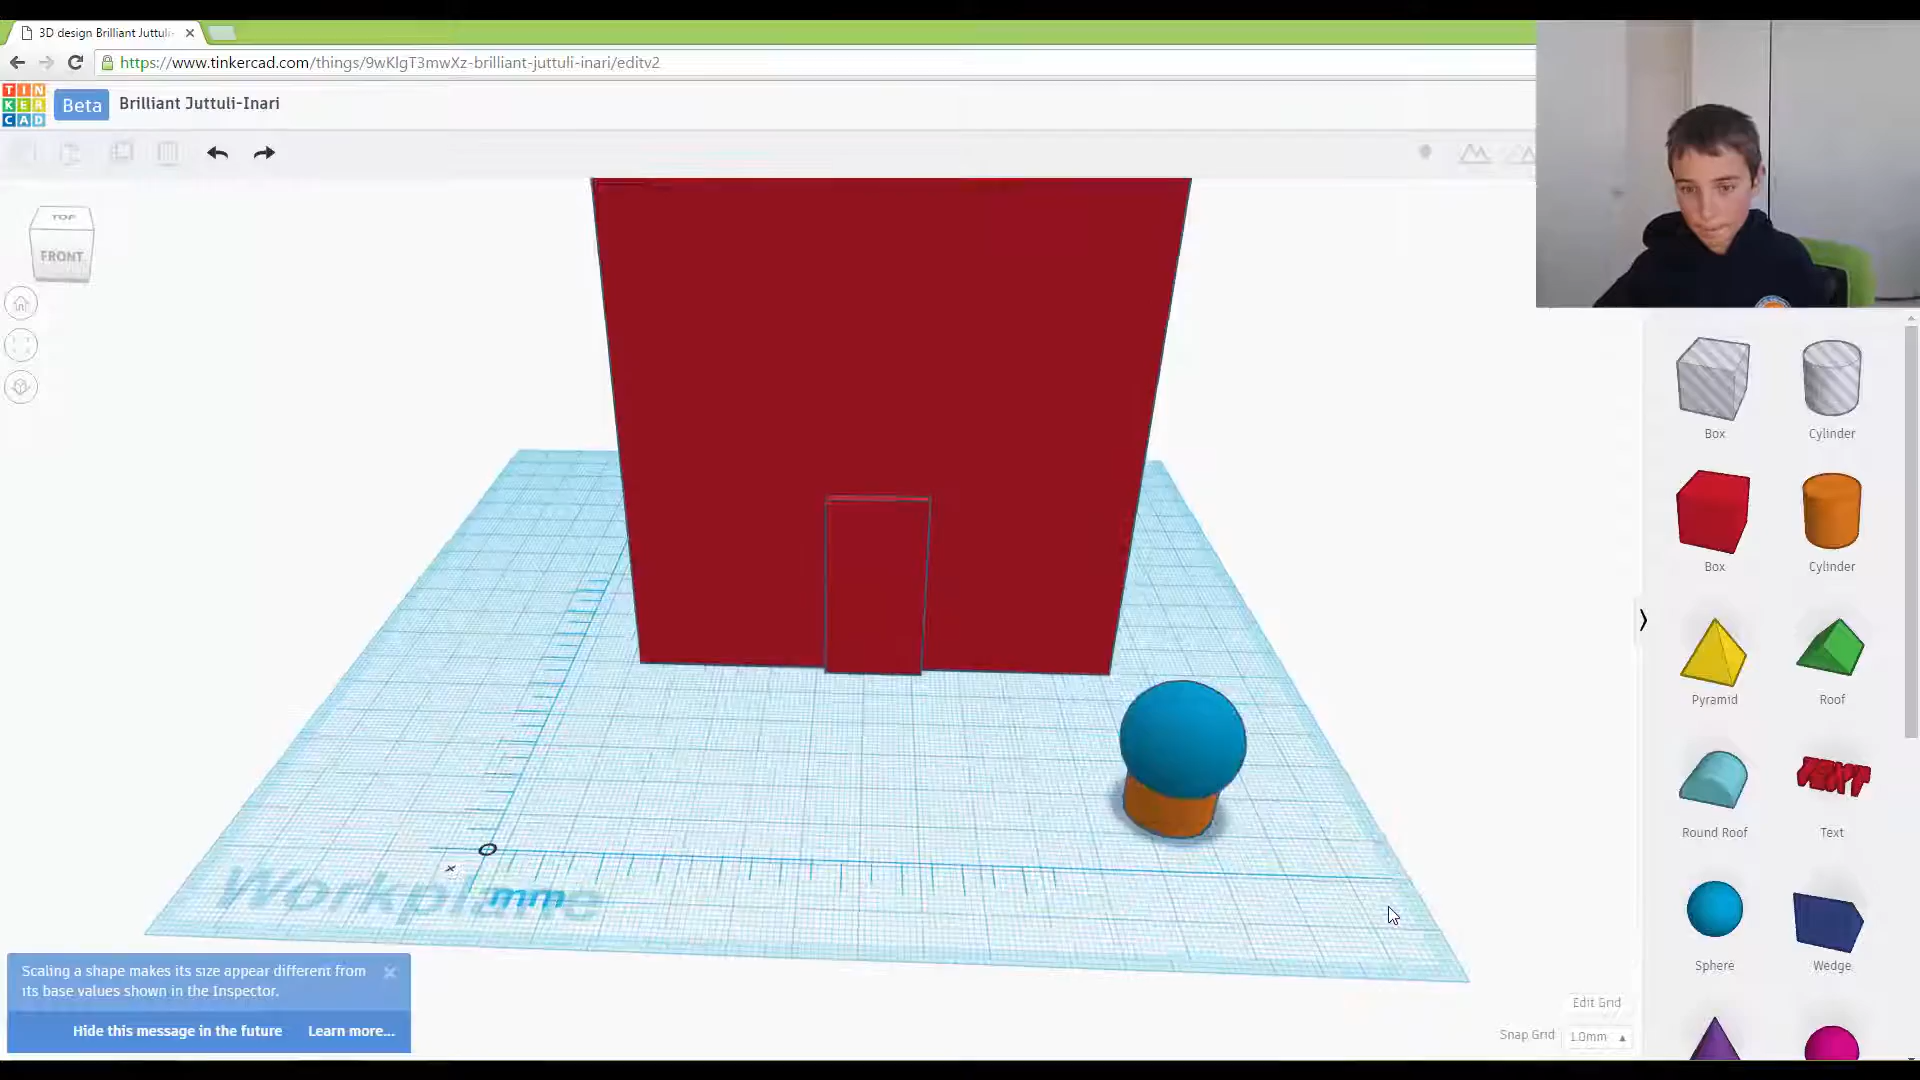 3D design Brilliant Juttuli-
https://www.tinkercad.com/things/9wKlgT3mwXz-brilliant-juttuli-inari/editv2
TIN
KER
CAD
Beta
Brilliant Juttuli-Inari
TOP
FRONT
Box
Cylinder
Box
Cylinder
Pyramid
Roof
TEXT
Round Roof
Text
Sphere
Wedge
Workplane
mm
Scaling a shape makes its size appear different from
its base values shown in the Inspector.
Hide this message in the future
Learn more...
Edit Grid
Snap Grid
1.0mm